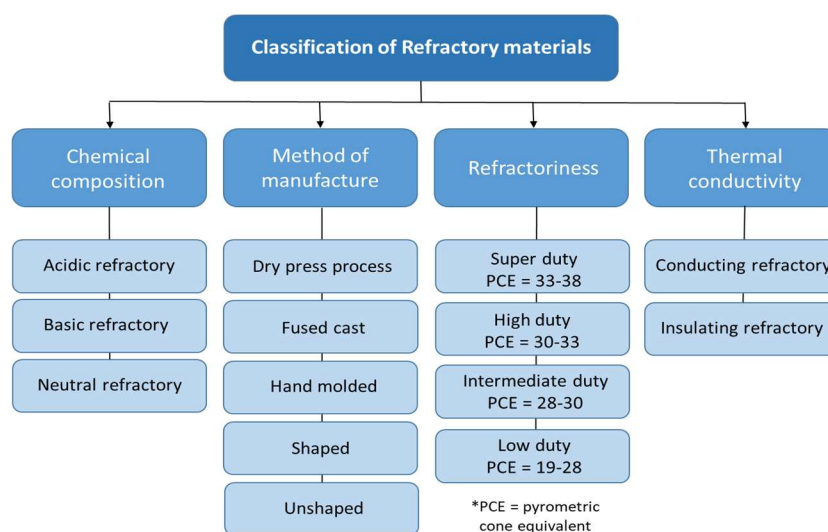 Classification of Refractory materials
Chemical
composition
Acidic refractory
Basic refractory
Neutral refractory
Method of
manufacture
Dry press process
Fused cast
Hand molded
Shaped
Unshaped
Refractoriness
Super duty
PCE = 33-38
High duty
PCE = 30-33
Intermediate duty
PCE = 28-30
Low duty
PCE = 19-28
*PCE = pyrometric
cone equivalent
Thermal
conductivity
Conducting refractory
Insulating refractory